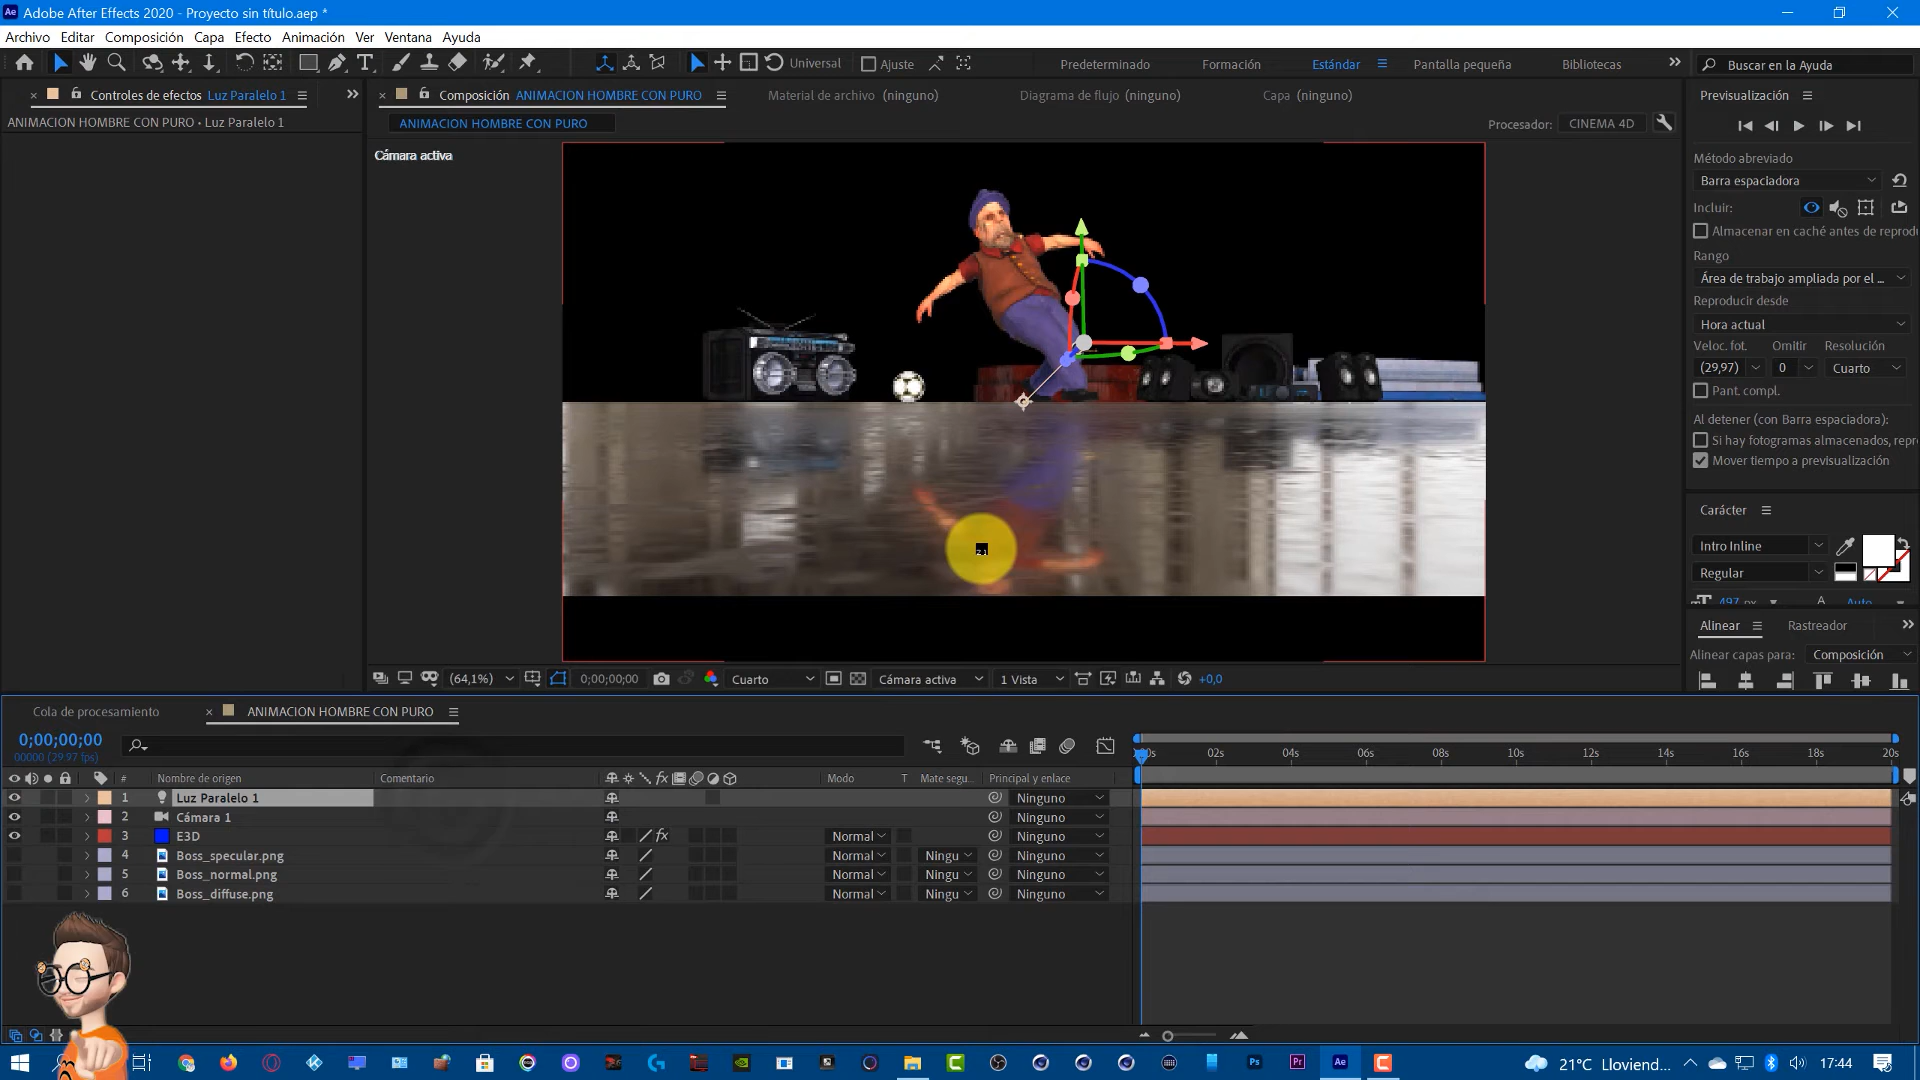 Adobe After Effects 2020 - Proyecto sin título.aep *
Archivo Editar Composición Capa Efecto Animación Ver Ventana Ayuda
Universal Ajuste Predeterminado Formación Estándar Pantalla pequeña Bibliotecas Buscar en la Ayuda
Controles de efectos Luz Paralelo 1
Composición ANIMACION HOMBRE CON PURO Material de archivo (ninguno) Diagrama de flujo (ninguno) Capa (ninguno)
Previsualización
ANIMACION HOMBRE CON PURO • Luz Paralelo 1
ANIMACION HOMBRE CON PURO
Procesador: CINEMA 4D
Cámara activa
Método abreviado
Barra espaciadora
Incluir:
Almacenar en caché antes de reprodu
Rango
Área de trabajo ampliada por el ...
Reproducir desde
Hora actual
Veloc. fot. Omitir Resolución
(29,97) 0 Cuarto
Pant. compl.
Al detener (con Barra espaciadora)
Si hay fotogramas almacenados, repr
Mover tiempo a previsualización
Carácter
Intro Inline
Regular
497 px Auto
Alinear Rastreador
Alinear capas para: Composición
(64,1%) 0;00;00;00 Cuarto Cámara activa 1 Vista +0,0
Cola de procesamiento ANIMACION HOMBRE CON PURO
0;00;00;00
00000 (29.97 fps)
02s 04s 06s 08s 10s 12s 14s 16s 18s 20s
# Nombre de origen Comentario fx Modo T Mate segu... Principal y enlace
1 Luz Paralelo 1 Ninguno
2 Cámara 1 Ninguno
3 E3D fx Normal Ninguno
4 Boss_specular.png Normal Ningu Ninguno
5 Boss_normal.png Normal Ningu Ninguno
6 Boss_diffuse.png Normal Ningu Ninguno
Ps Pr Ae
21°C Lloviend... 17:44